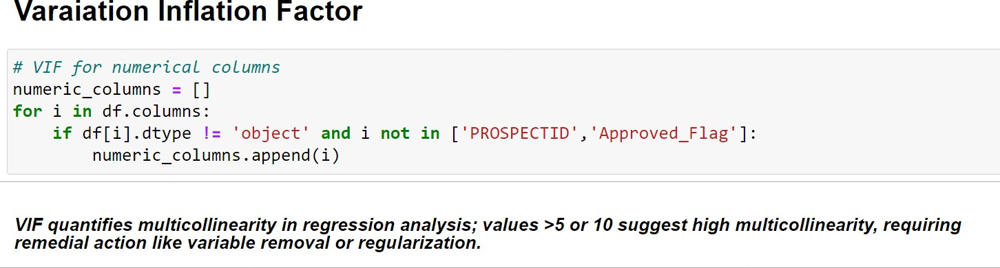 Varaiation Inflation Factor
# VIF for numerical columns
numeric_columns = []
for i in df.columns:
    if df[i].dtype != 'object' and i not in ['PROSPECTID','Approved_Flag']:
        numeric_columns.append(i)
VIF quantifies multicollinearity in regression analysis; values >5 or 10 suggest high multicollinearity, requiring
remedial action like variable removal or regularization.